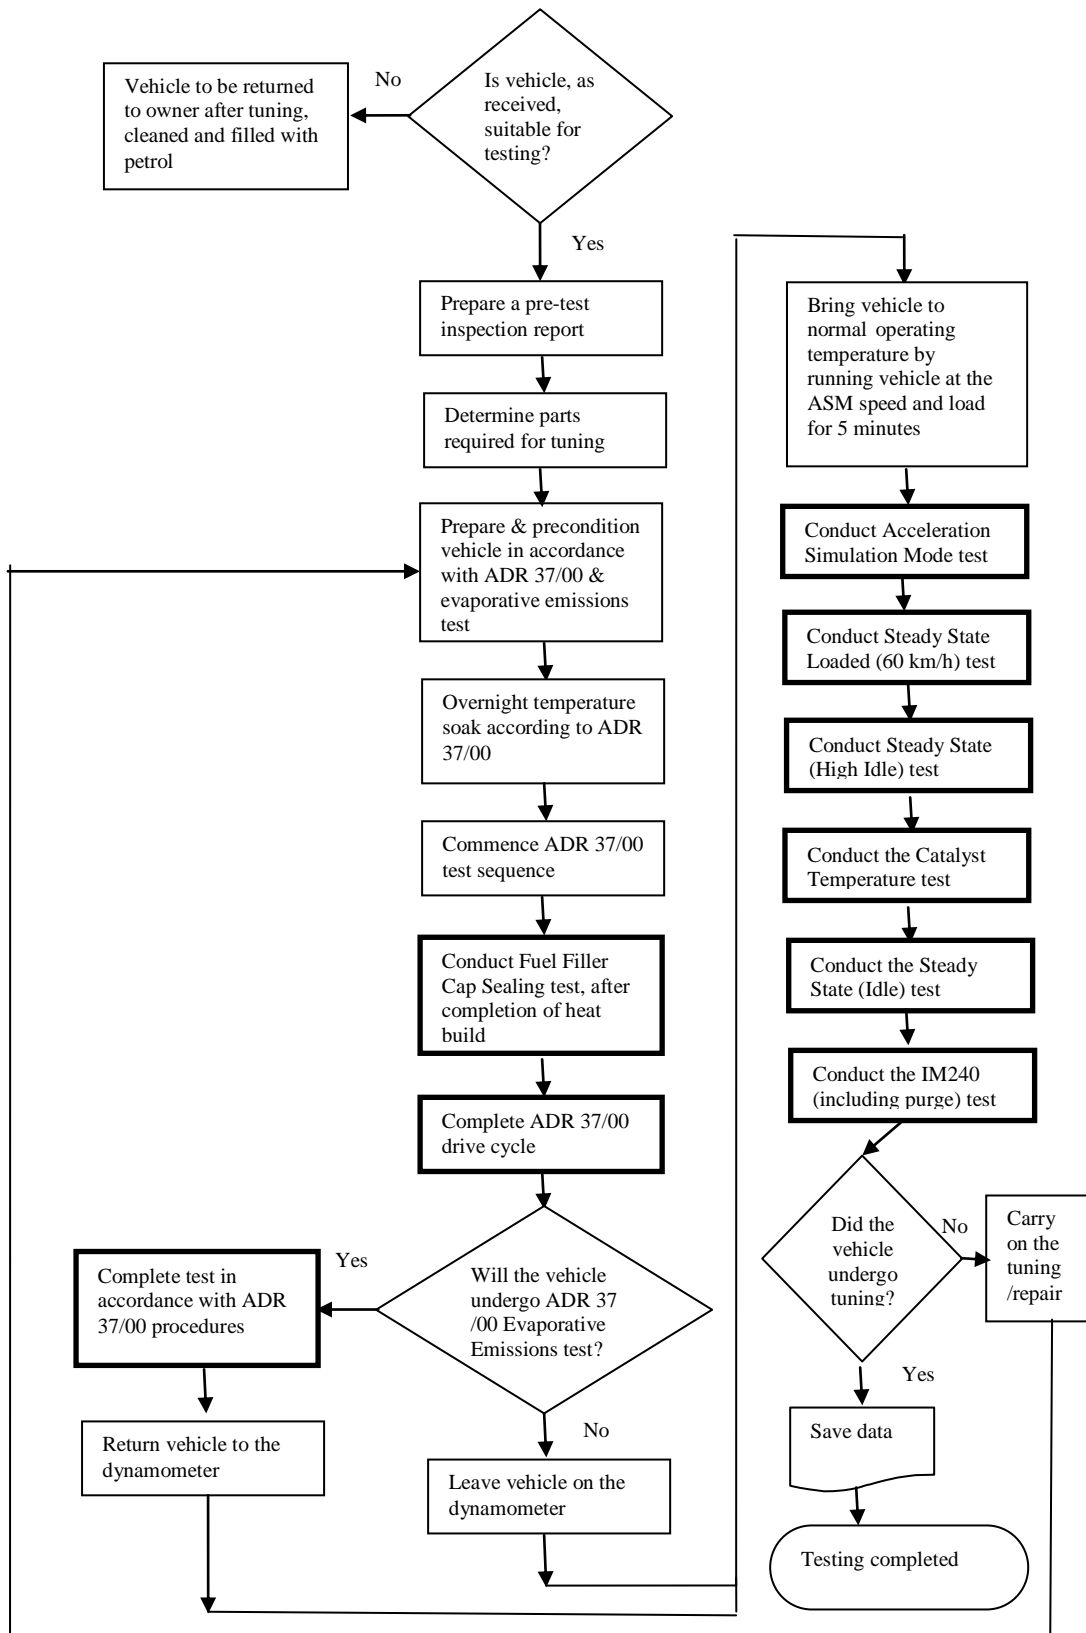 Is vehicle, as
received,
suitable for
testing?
No
Vehicle to be returned
to owner after tuning,
cleaned and filled with
petrol
Yes
Prepare a pre-test
inspection report
Determine parts
required for tuning
Prepare & precondition
vehicle in accordance
with ADR 37/00 &
evaporative emissions
test
Overnight temperature
soak according to ADR
37/00
Commence ADR 37/00
test sequence
Conduct Fuel Filler
Cap Sealing test, after
completion of heat
build
Complete ADR 37/00
drive cycle
Will the vehicle
undergo ADR 37
/00 Evaporative
Emissions test?
Yes
Complete test in
accordance with ADR
37/00 procedures
Return vehicle to the
dynamometer
No
Leave vehicle on the
dynamometer
Bring vehicle to
normal operating
temperature by
running vehicle at the
ASM speed and load
for 5 minutes
Conduct Acceleration
Simulation Mode test
Conduct Steady State
Loaded (60 km/h) test
Conduct Steady State
(High Idle) test
Conduct the Catalyst
Temperature test
Conduct the Steady
State (Idle) test
Conduct the IM240
(including purge) test
Did the
vehicle
undergo
tuning?
No
Carry
on the
tuning
/repair
Yes
Save data
Testing completed